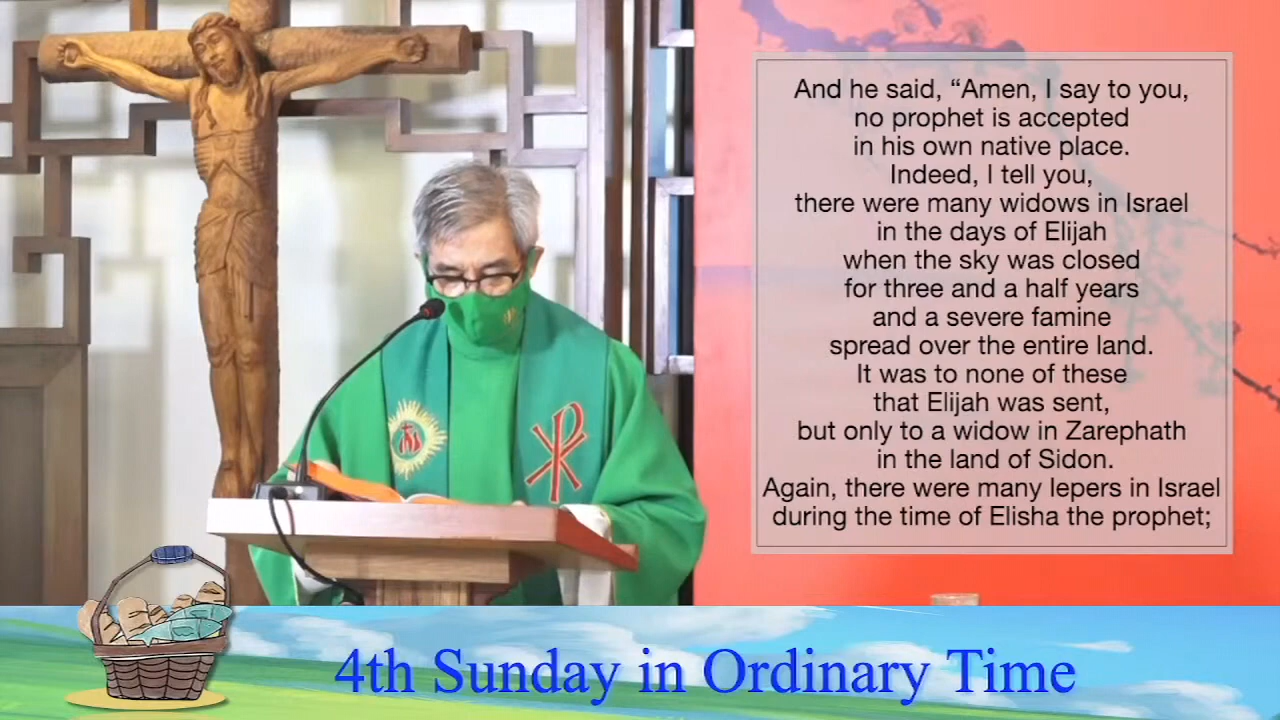 And he said, “Amen, I say to you,
no prophet is accepted
in his own native place.
Indeed, I tell you,
there were many widows in Israel
in the days of Elijah
when the sky was closed
for three and a half years
and a severe famine
spread over the entire land.
It was to none of these
that Elijah was sent,
but only to a widow in Zarephath
in the land of Sidon.
Again, there were many lepers in Israel
during the time of Elisha the prophet;
4th Sunday in Ordinary Time